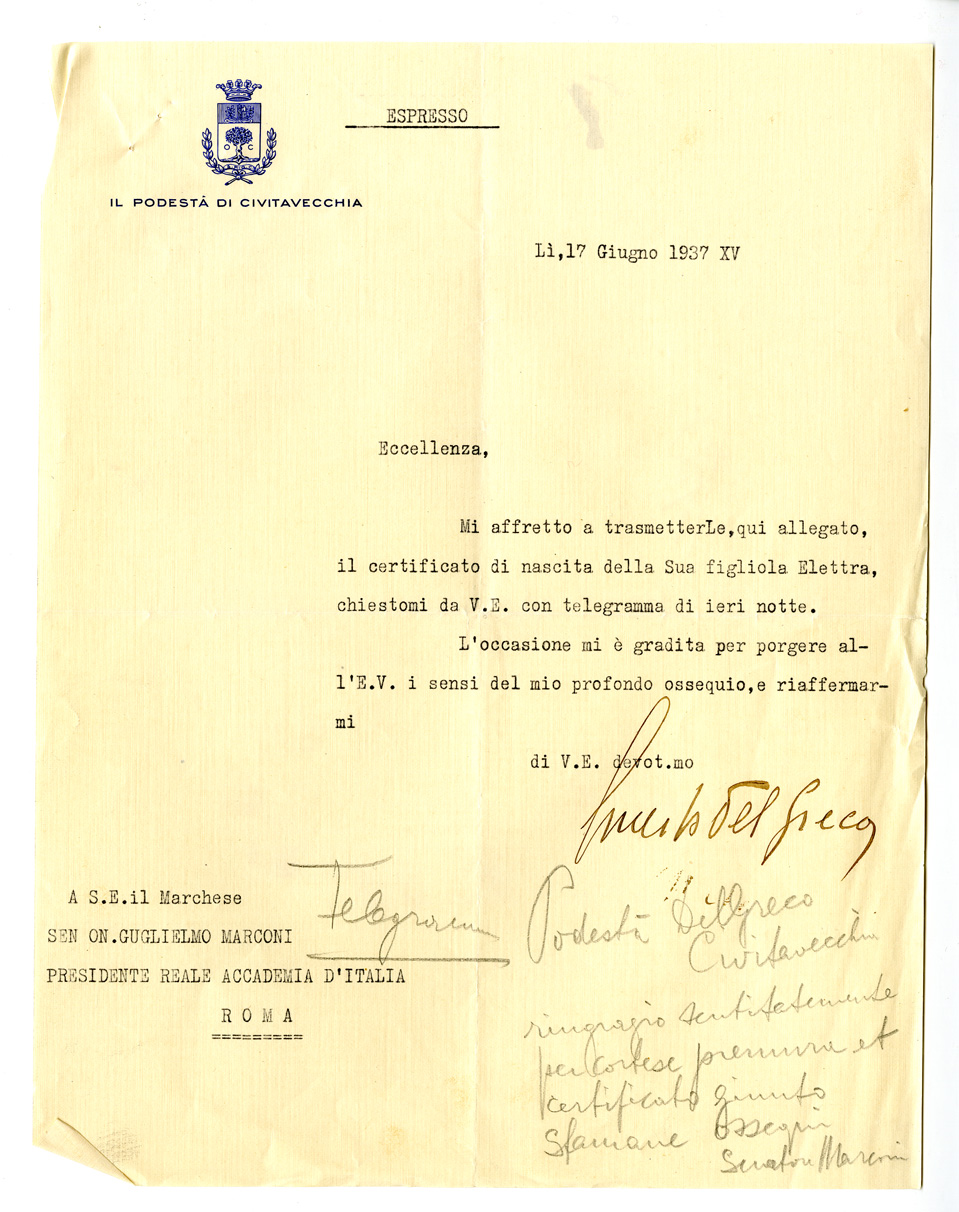 ESPRESSO
O C
IL PODESTÀ DI CIVITAVECCHIA
Lì,17 Giugno 1937 XV
Eccellenza,
Mi affretto a trasmetterLe,qui allegato,
il certificato di nascita della Sua figliola Elettra,
chiestomi da V.E. con telegramma di ieri notte.
L'occasione mi è gradita per porgere al-
l'E.V. i sensi del mio profondo ossequio,e riaffermar-
mi
di V.E. devot.mo
Del Greco
A S.E.il Marchese
SEN ON.GUGLIELMO MARCONI
PRESIDENTE REALE ACCADEMIA D'ITALIA
R O M A
==========
Telegramma
Podestà Del Greco
Civitavecchia
ringrazio sentitamente
per cortese premura et
certificato giunto
stamane ossequi
Senatore Marconi